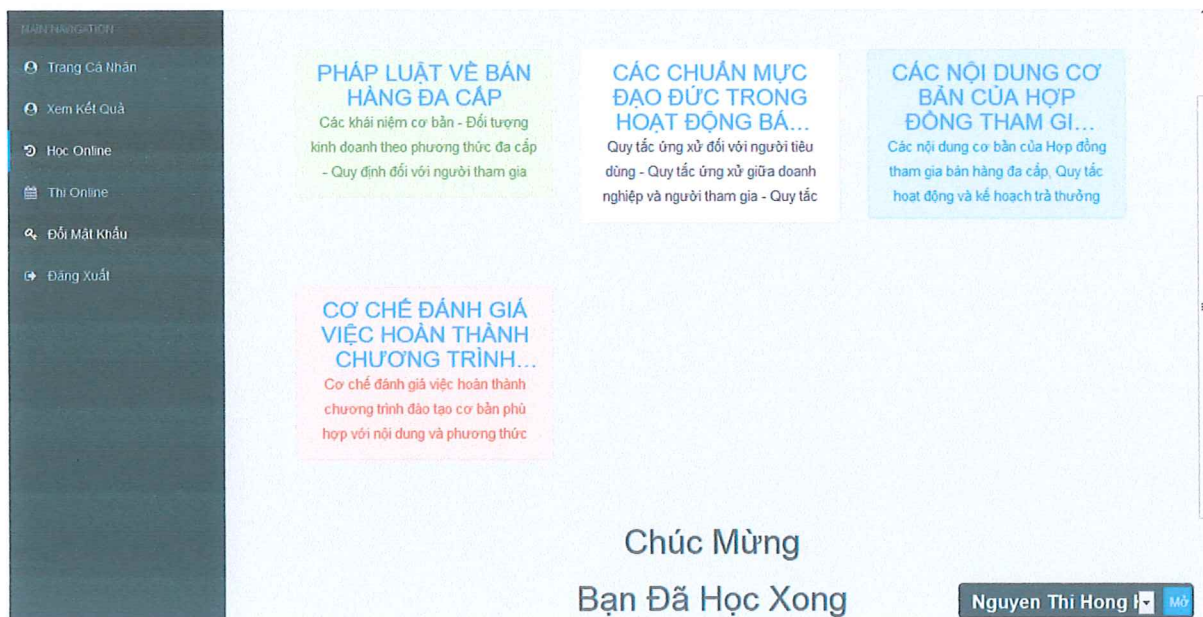 MAIN NAVIGATION
Trang Cá Nhân
Xem Kết Quả
Học Online
Thi Online
Đổi Mật Khẩu
Đăng Xuất
PHÁP LUẬT VỀ BÁN
HÀNG ĐA CẤP
Các khái niệm cơ bản - Đối tượng
kinh doanh theo phương thức đa cấp
- Quy định đối với người tham gia
CÁC CHUẨN MỰC
ĐẠO ĐỨC TRONG
HOẠT ĐỘNG BÁ...
Quy tắc ứng xử đối với người tiêu
dùng - Quy tắc ứng xử giữa doanh
nghiệp và người tham gia - Quy tắc
CÁC NỘI DUNG CƠ
BẢN CỦA HỢP
ĐỒNG THAM GI...
Các nội dung cơ bản của Hợp đồng
tham gia bán hàng đa cấp, Quy tắc
hoạt động và kế hoạch trả thưởng
CƠ CHẾ ĐÁNH GIÁ
VIỆC HOÀN THÀNH
CHƯƠNG TRÌNH...
Cơ chế đánh giá việc hoàn thành
chương trình đào tạo cơ bản phù
hợp với nội dung và phương thức
Chúc Mừng
Bạn Đã Học Xong
Nguyen Thi Hong
Mở